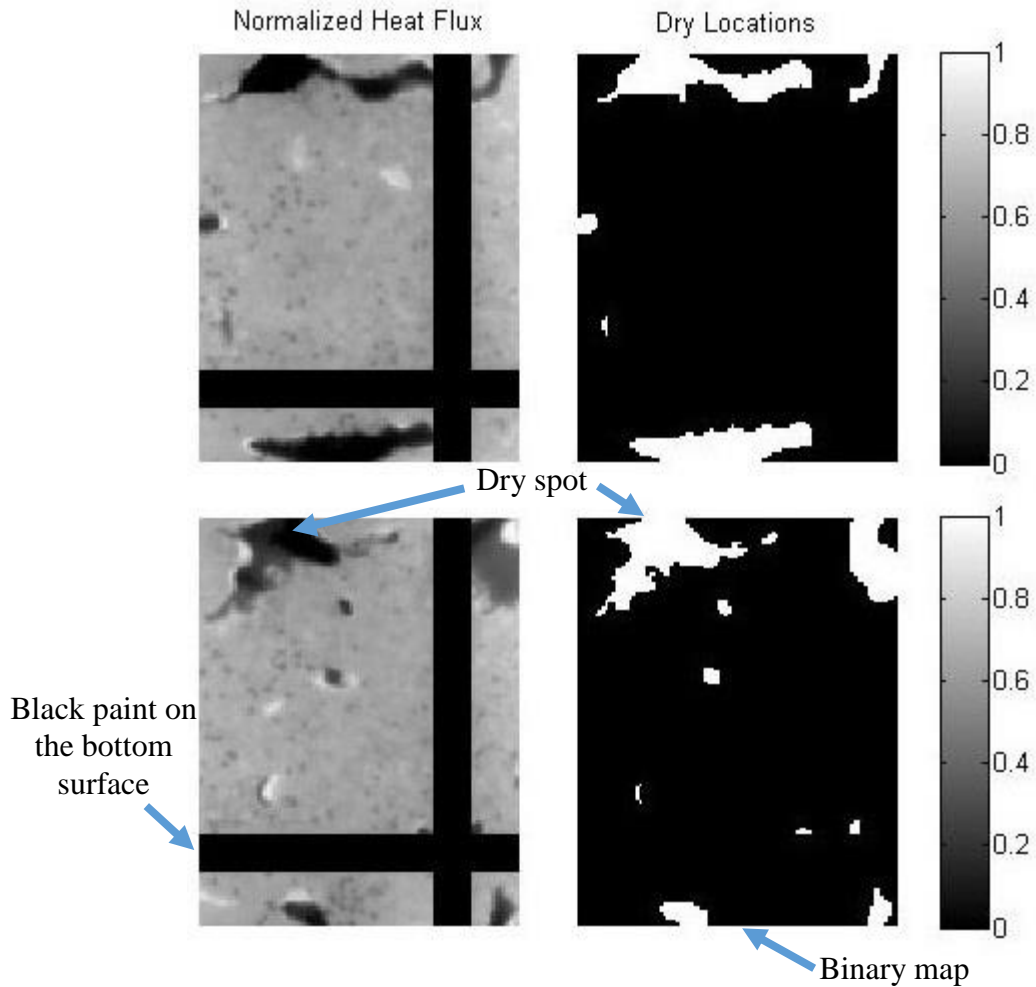 Normalized Heat Flux
Dry Locations
1
0.8
0.6
0.4
0.2
0
Dry spot
1
0.8
0.6
0.4
0.2
0
Black paint on
the bottom
surface
Binary map